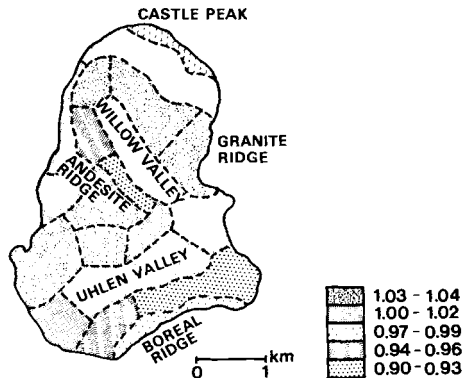 CASTLE PEAK
WILLOW VALLEY
GRANITE
RIDGE
ANDESITE
RIDGE
UHLEN VALLEY
BOREAL
RIDGE
0 1 km
1.03 - 1.04
1.00 - 1.02
0.97 - 0.99
0.94 - 0.96
0.90 - 0.93